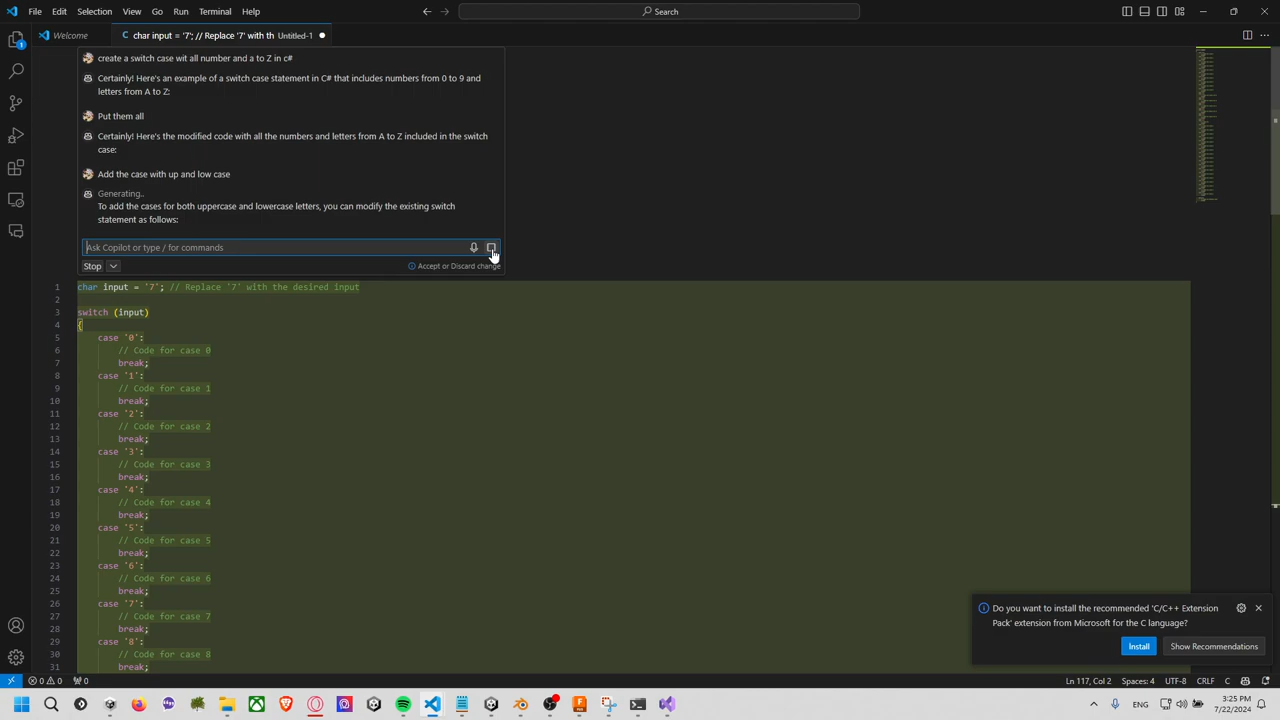 File Edit Selection View Go Run Terminal Help
Search
Welcome
char input = '7'; // Replace '7' with th Untitled-1
create a switch case wit all number and a to Z in c#
Certainly! Here's an example of a switch case statement in C# that includes numbers from 0 to 9 and
letters from A to Z:
Put them all
Certainly! Here's the modified code with all the numbers and letters from A to Z included in the switch
case:
Add the case with up and low case
Generating..
To add the cases for both uppercase and lowercase letters, you can modify the existing switch
statement as follows:
Ask Copilot or type / for commands
Stop
Accept or Discard change
1 char input = '7'; // Replace '7' with the desired input
2
3 switch (input)
4 {
5 case '0':
6 // Code for case 0
7 break;
8 case '1':
9 // Code for case 1
10 break;
11 case '2':
12 // Code for case 2
13 break;
14 case '3':
15 // Code for case 3
16 break;
17 case '4':
18 // Code for case 4
19 break;
20 case '5':
21 // Code for case 5
22 break;
23 case '6':
24 // Code for case 6
25 break;
26 case '7':
27 // Code for case 7
28 break;
29 case '8':
30 // Code for case 8
31 break;
Do you want to install the recommended 'C/C++ Extension
Pack' extension from Microsoft for the C language?
Install
Show Recommendations
0 0 0
Ln 117, Col 2 Spaces: 4 UTF-8 CRLF C
ENG
3:25 PM
7/22/2024